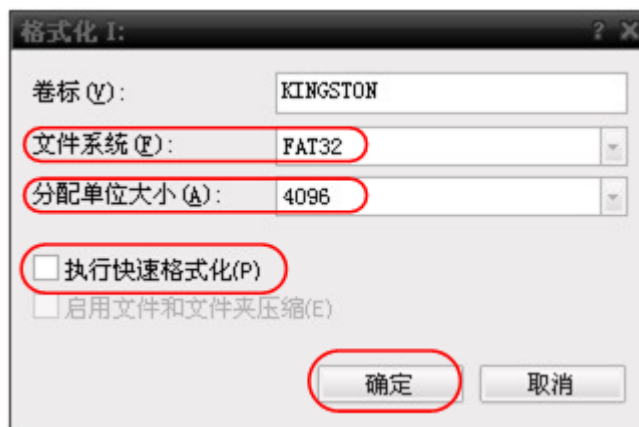 格式化 I:
卷标(V):
KINGSTON
文件系统(F):
FAT32
分配单位大小(A):
4096
执行快速格式化(P)
启用文件和文件夹压缩(E)
确定
取消